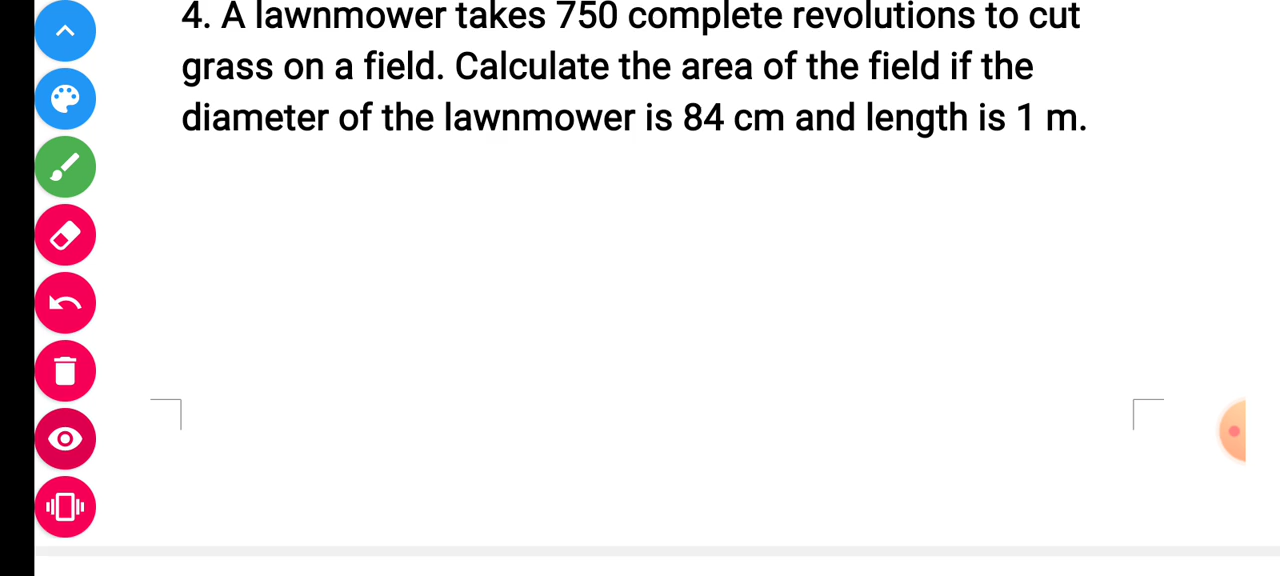 4. A lawnmower takes 750 complete revolutions to cut
grass on a field. Calculate the area of the field if the
diameter of the lawnmower is 84 cm and length is 1 m.